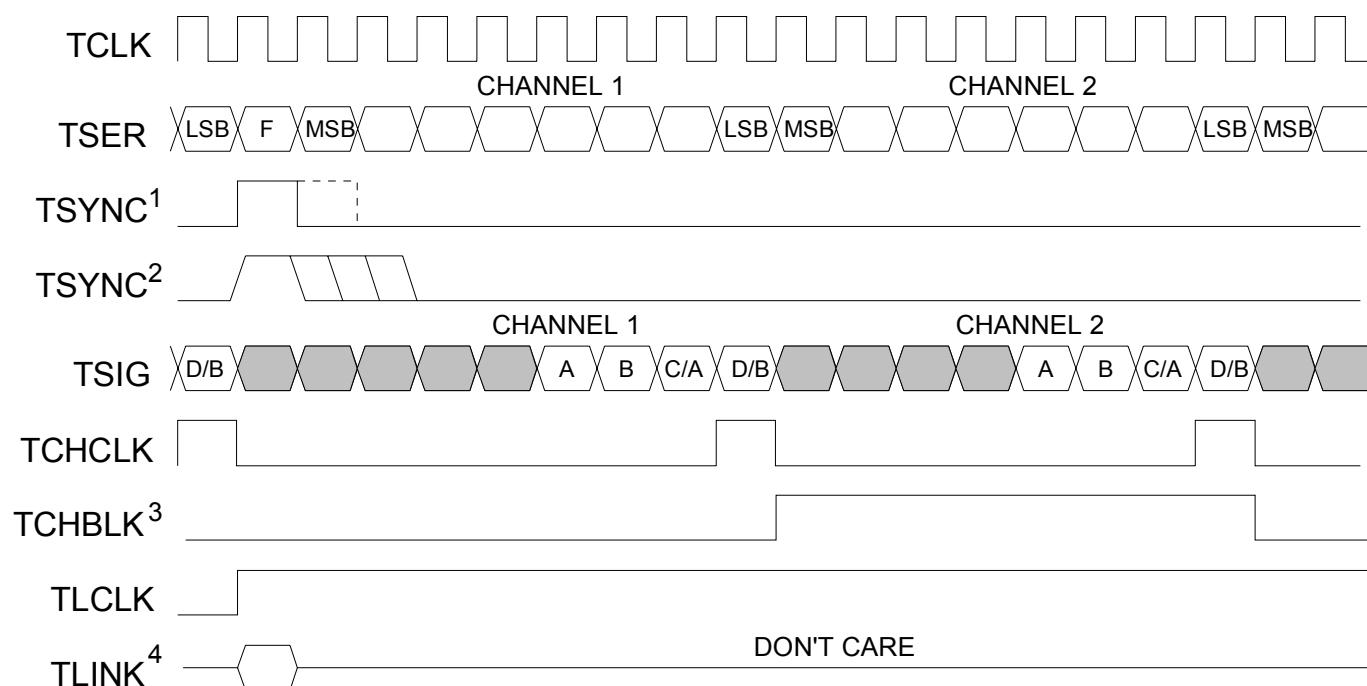 TCLK
CHANNEL 1 CHANNEL 2
TSER LSB F MSB LSB MSB LSB MSB
TSYNC1
TSYNC2
CHANNEL 1 CHANNEL 2
TSIG D/B A B C/A D/B A B C/A D/B
TCHCLK
TCHBLK3
TLCLK
DON'T CARE
TLINK4